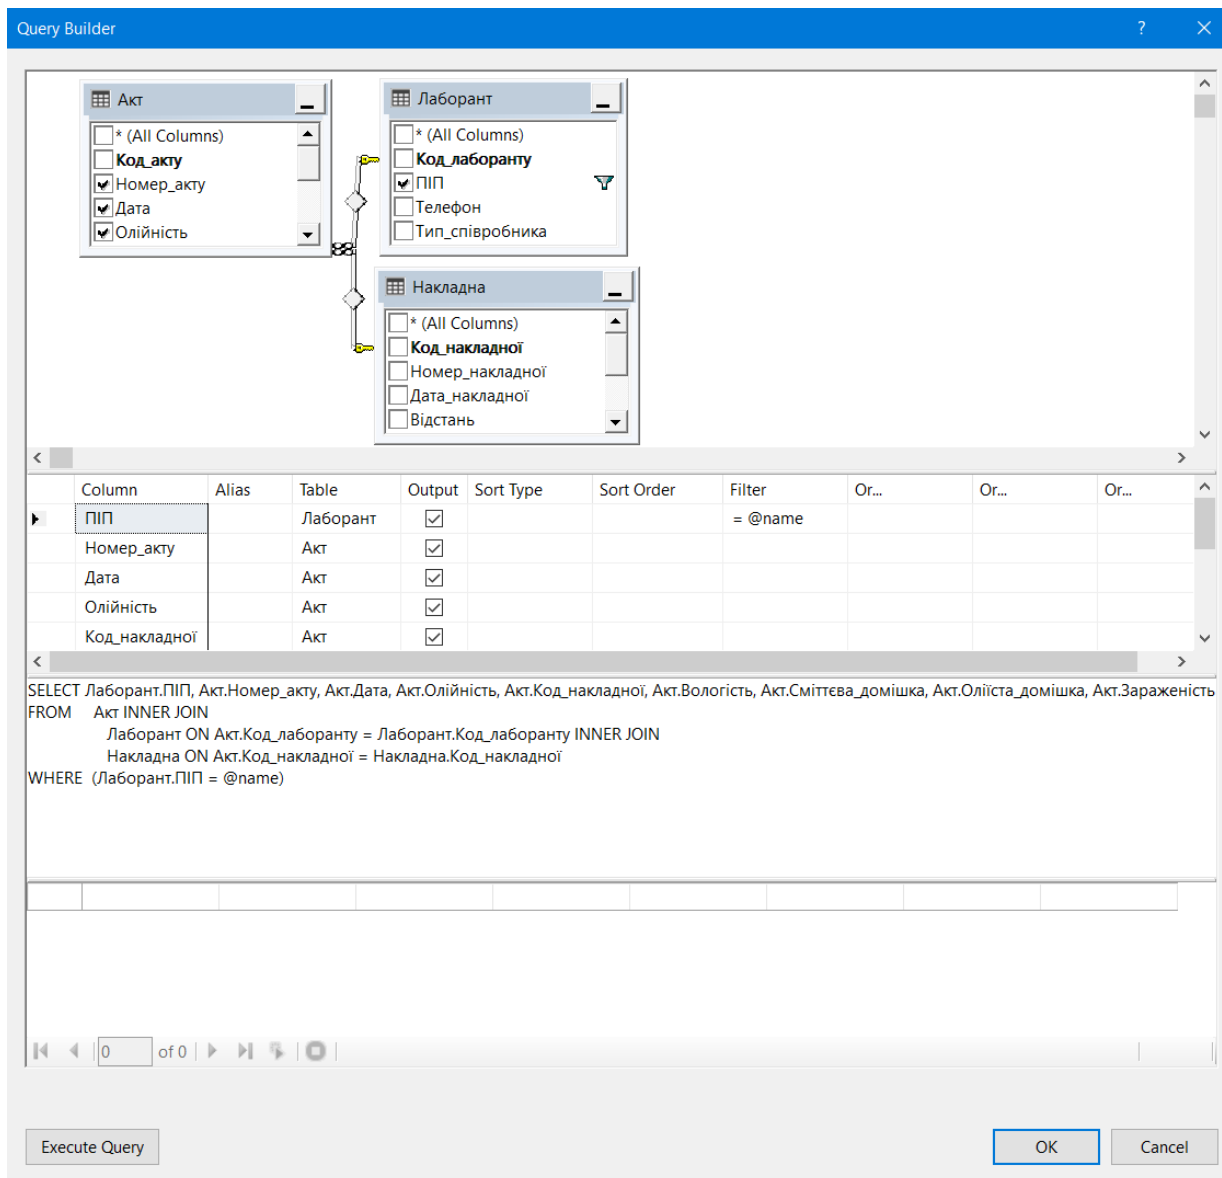 Query Builder
? ×
Акт
* (All Columns)
Код_акту
Номер_акту
Дата
Олійність
Лаборант
* (All Columns)
Код_лаборанту
ПІП
Телефон
Тип_співробника
Накладна
* (All Columns)
Код_накладної
Номер_накладної
Дата_накладної
Відстань
Column Alias Table Output Sort Type Sort Order Filter Or... Or... Or...
ПІП Лаборант = @name
Номер_акту Акт
Дата Акт
Олійність Акт
Код_накладної Акт
SELECT Лаборант.ПІП, Акт.Номер_акту, Акт.Дата, Акт.Олійність, Акт.Код_накладної, Акт.Вологість, Акт.Сміттєва_домішка, Акт.Оліїста_домішка, Акт.Зараженість
FROM Акт INNER JOIN
Лаборант ON Акт.Код_лаборанту = Лаборант.Код_лаборанту INNER JOIN
Накладна ON Акт.Код_накладної = Накладна.Код_накладної
WHERE (Лаборант.ПІП = @name)
0 of 0
Execute Query OK Cancel